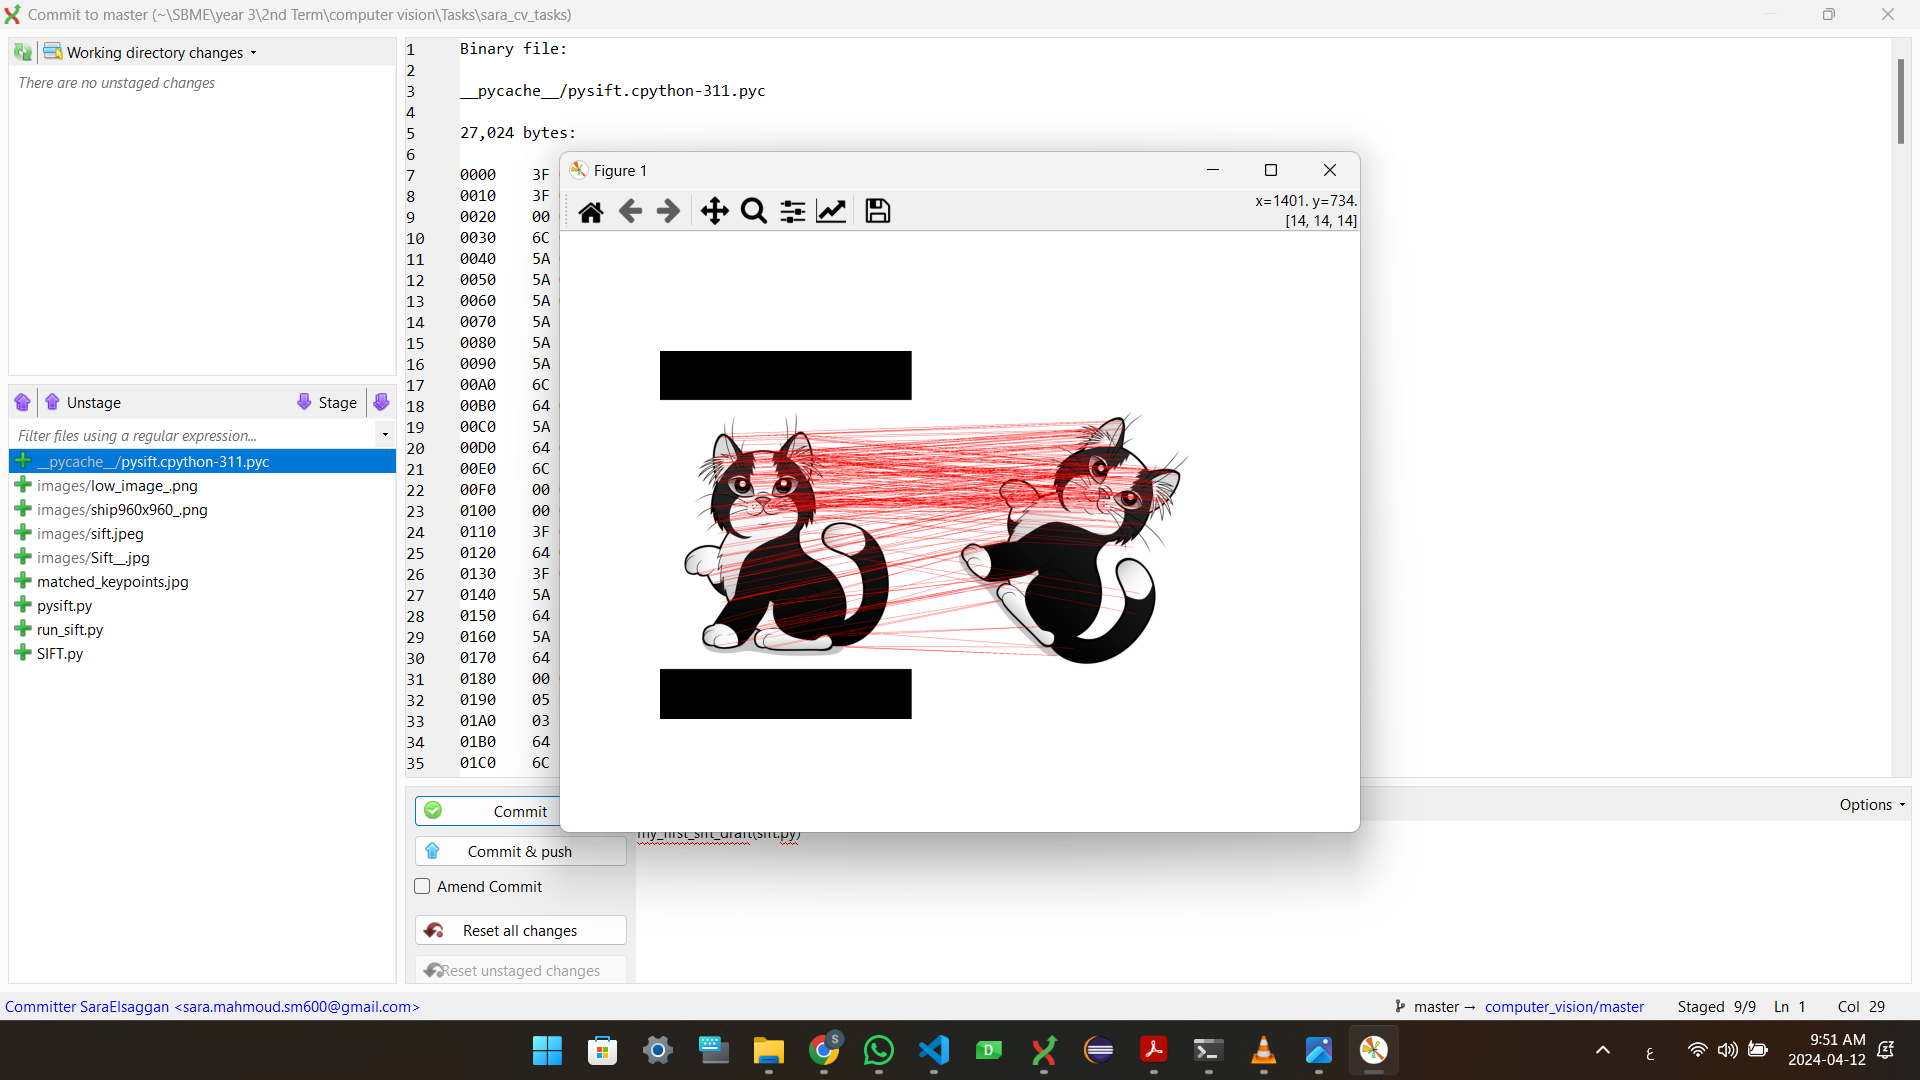 Commit to master (~\SBME\year 3\2nd Term\computer vision\Tasks\sara_cv_tasks)
Working directory changes
There are no unstaged changes
Unstage
Stage
Filter files using a regular expression...
__pycache__/pysift.cpython-311.pyc
images/low_image_.png
images/ship960x960_.png
images/sift.jpeg
images/Sift__.jpg
matched_keypoints.jpg
pysift.py
run_sift.py
SIFT.py
1 Binary file:
2
3 __pycache__/pysift.cpython-311.pyc
4
5 27,024 bytes:
6
7 0000 3F
8 0010 3F
9 0020 00
10 0030 6C
11 0040 5A
12 0050 5A
13 0060 5A
14 0070 5A
15 0080 5A
16 0090 5A
17 00A0 6C
18 00B0 64
19 00C0 5A
20 00D0 64
21 00E0 6C
22 00F0 00
23 0100 00
24 0110 3F
25 0120 64
26 0130 3F
27 0140 5A
28 0150 64
29 0160 5A
30 0170 64
31 0180 00
32 0190 05
33 01A0 03
34 01B0 64
35 01C0 6C
Figure 1
x=1401. y=734.
[14, 14, 14]
Commit
Commit & push
Amend Commit
Reset all changes
Reset unstaged changes
Options
my_first_sift_draft(sift.py)
Committer SaraElsaggan <sara.mahmoud.sm600@gmail.com>
master → computer_vision/master
Staged 9/9
Ln 1
Col 29
S
D
ع
9:51 AM
2024-04-12